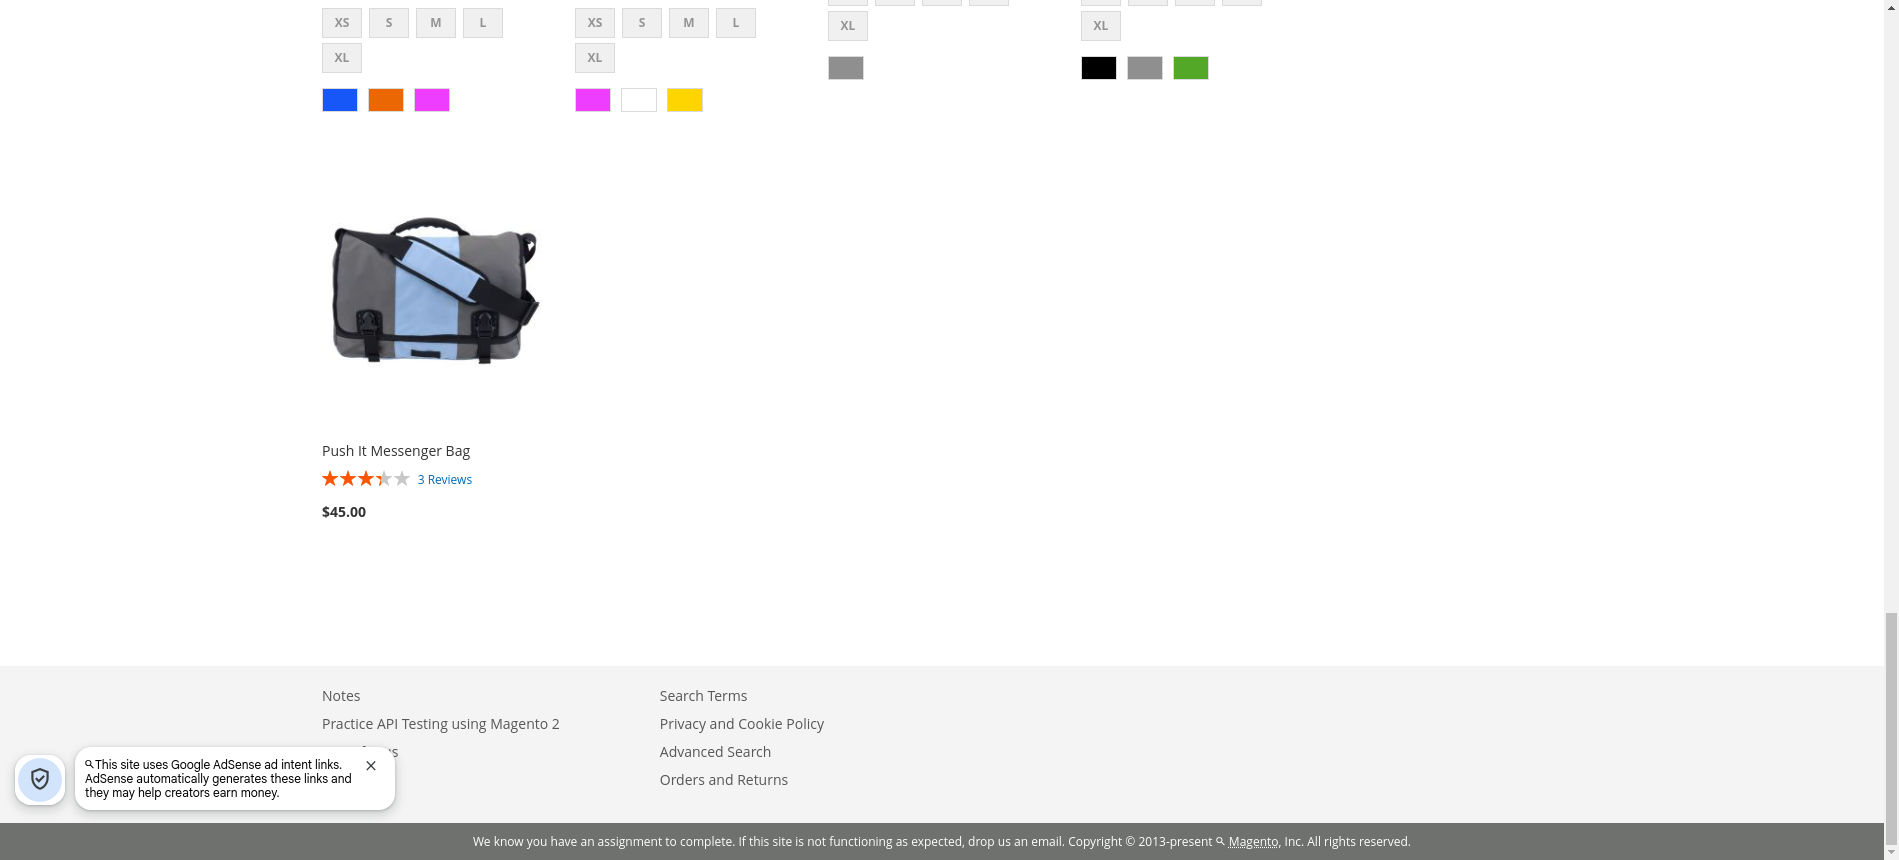 XS S M L
XL
XS S M L
XL
XL
XL
Push It Messenger Bag
3 Reviews
$45.00
Notes
Practice API Testing using Magento 2
Search Terms
Privacy and Cookie Policy
Advanced Search
Orders and Returns
This site uses Google AdSense ad intent links.
AdSense automatically generates these links and
they may help creators earn money.
We know you have an assignment to complete. If this site is not functioning as expected, drop us an email. Copyright © 2013-present Magento, Inc. All rights reserved.